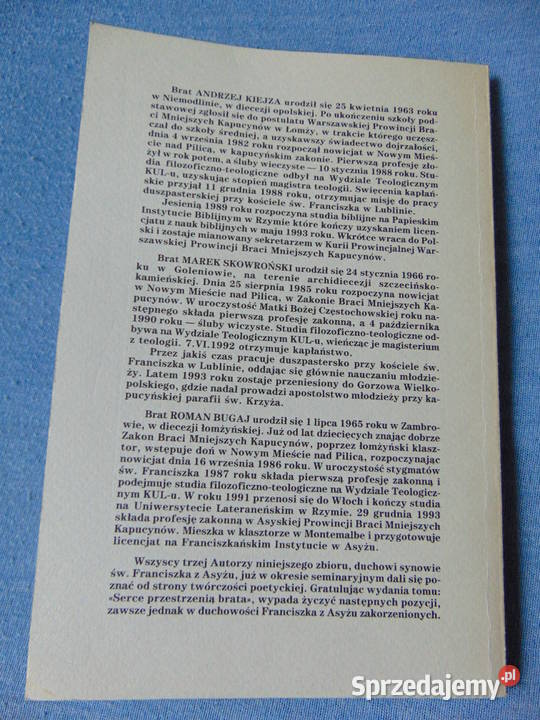 Brat ANDRZEJ KIEJZA urodził się 25 kwietnia 1963 roku
w Niemodlinie, w diecezji opolskiej. Po ukończeniu szkoły pod-
stawowej zgłosił się do postulatu Warszawskiej Prowincji Bra-
ci Mniejszych Kapucynów w Łomży, w trakcie którego uczęsz-
czał do szkoły średniej, a uzyskawszy świadectwo dojrzałości,
dnia 4 września 1982 roku rozpoczął nowicjat w Nowym Mieś-
cie nad Pilicą, w kapucyńskim zakonie. Pierwszą profesję zło-
żył w rok potem, a śluby wieczyste — 10 stycznia 1988 roku. Stu-
dia filozoficzno-teologiczne odbył na Wydziale Teologicznym
KUL-u, uzyskując stopień magistra teologii. Święcenia kapłań-
skie przyjął 11 grudnia 1988 roku, otrzymując misję do pracy
duszpasterskiej przy kościele św. Franciszka w Lublinie.
Jesienią 1989 roku rozpoczyna studia biblijne na Papieskim
Instytucie Biblijnym w Rzymie które kończy uzyskaniem licen-
cjatu z nauk biblijnych w maju 1993 roku. Wkrótce wraca do Pol-
ski i zostaje mianowany sekretarzem w Kurii Prowincjalnej War-
szawskiej Prowincji Braci Mniejszych Kapucynów.
Brat MAREK SKOWROŃSKI urodził się 24 stycznia 1966 ro-
ku w Goleniowie, na terenie archidiecezji szczecińsko-
kamieńskiej. Dnia 25 sierpnia 1985 roku rozpoczyna nowicjat
w Nowym Mieście nad Pilicą, w Zakonie Braci Mniejszych Ka-
pucynów. W uroczystość Matki Bożej Częstochowskiej roku na-
stępnego składa pierwszą profesję zakonną, a 4 października
1990 roku — śluby wieczyste. Studia filozoficzno-teologiczne od-
bywa na Wydziale Teologicznym KUL-u, wieńcząc je magisterium
z teologii. 7.VI.1992 otrzymuje kapłaństwo.
Przez jakiś czas pracuje duszpastersko przy kościele św.
Franciszka w Lublinie, oddając się głównie nauczaniu młodzie-
ży. Latem 1993 roku zostaje przeniesiony do Gorzowa Wielko-
polskiego, gdzie nadal prowadzi apostolstwo młodzieży przy ka-
pucyńskiej parafii św. Krzyża.
Brat ROMAN BUGAJ urodził się 1 lipca 1965 roku w Zambro-
wie, w diecezji łomżyńskiej. Już od lat dziecięcych znając dobrze
Zakon Braci Mniejszych Kapucynów, poprzez łomżyński klasz-
tor, wstępuje doń w Nowym Mieście nad Pilicą, rozpoczynając
nowicjat dnia 16 września 1986 roku. W uroczystość stygmatów
św. Franciszka 1987 roku składa pierwszą profesję zakonną i
podejmuje studia filozoficzno-teologiczne na Wydziale Teologicz-
nym KUL-u. W roku 1991 przenosi się do Włoch i kończy studia
na Uniwersytecie Lateraneńskim w Rzymie. 29 grudnia 1993
składa profesję zakonną w Asyskiej Prowincji Braci Mniejszych
Kapucynów. Mieszka w klasztorze w Montemalbe i przygotowuje
licencjat na Franciszkańskim Instytucie w Asyżu.
Wszyscy trzej Autorzy niniejszego zbioru, duchowi synowie
św. Franciszka z Asyżu, już w okresie seminaryjnym dali się po-
znać od strony twórczości poetyckiej. Gratulując wydania tomu:
«Serce przestrzenią brata», wypada życzyć następnych pozycji,
zawsze jednak w duchowości Franciszka z Asyżu zakorzenionych.
Sprzedajemy.pl